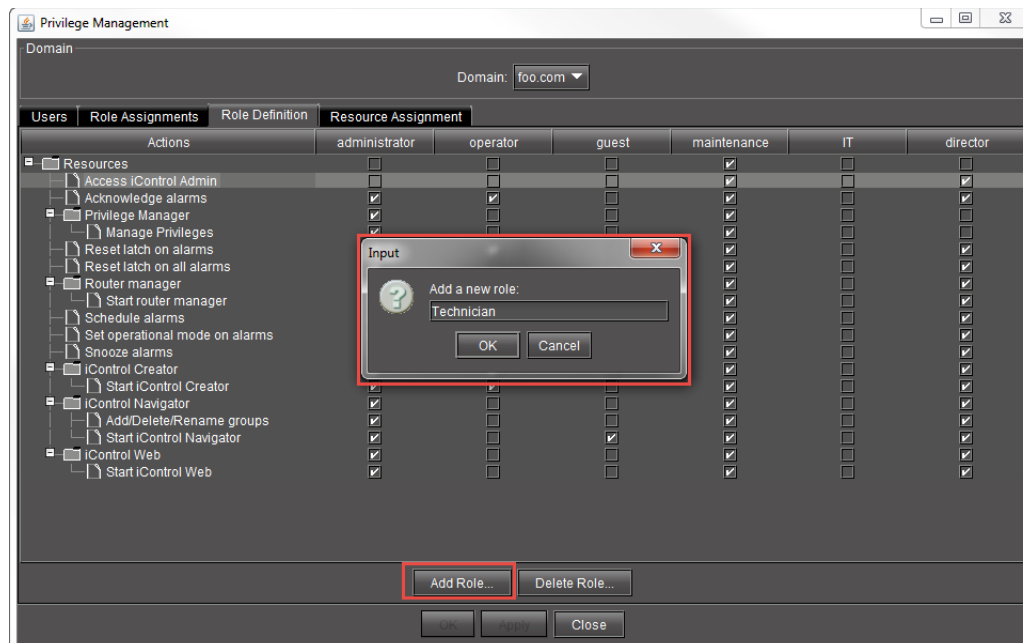 Privilege Management
Domain
Domain: foo.com
Users Role Assignments Role Definition Resource Assignment
Actions administrator operator guest maintenance IT director
Resources
Access iControl Admin
Acknowledge alarms
Privilege Manager
Manage Privileges
Reset latch on alarms
Reset latch on all alarms
Router manager
Start router manager
Schedule alarms
Set operational mode on alarms
Snooze alarms
iControl Creator
Start iControl Creator
iControl Navigator
Add/Delete/Rename groups
Start iControl Navigator
iControl Web
Start iControl Web
Input
Add a new role:
Technician
OK Cancel
Add Role... Delete Role...
OK Apply Close